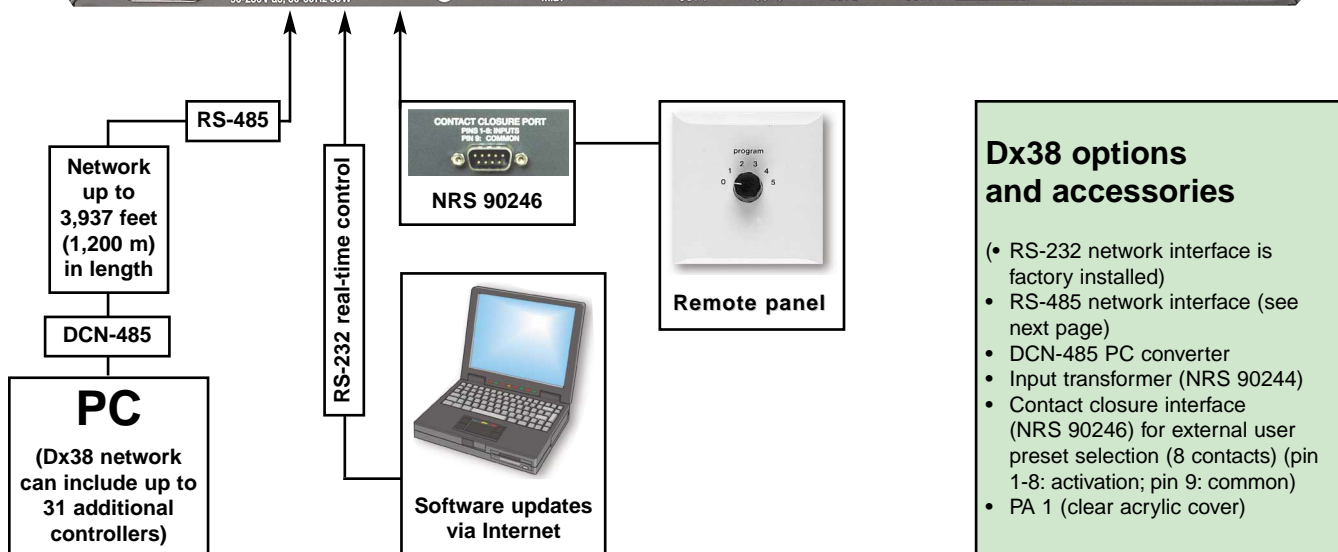 RS-485
Network
up to
3,937 feet
(1,200 m)
in length
DCN-485
PC
(Dx38 network
can include up to
31 additional
controllers)
RS-232 real-time control
CONTACT CLOSURE PORT
PINS 1-8: INPUTS
PIN 9: COMMON
NRS 90246
Software updates
via Internet
program
0 1 2 3 4 5
Remote panel
Dx38 options
and accessories
(• RS-232 network interface is
factory installed)
• RS-485 network interface (see
next page)
• DCN-485 PC converter
• Input transformer (NRS 90244)
• Contact closure interface
(NRS 90246) for external user
preset selection (8 contacts) (pin
1-8: activation; pin 9: common)
• PA 1 (clear acrylic cover)